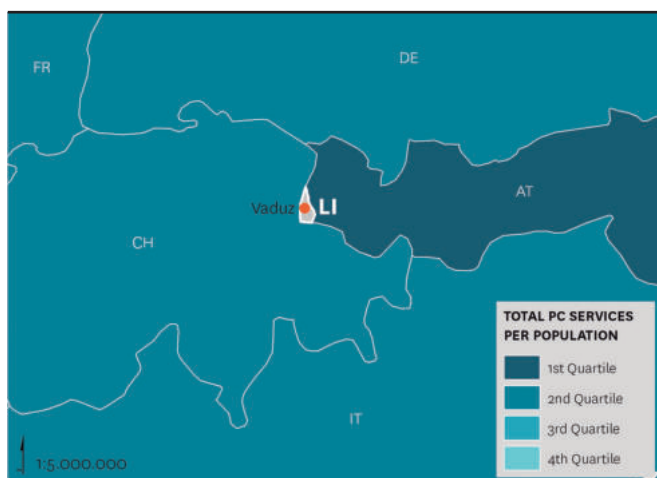 FR
DE
AT
Vaduz
LI
CH
IT
TOTAL PC SERVICES
PER POPULATION
1st Quartile
2nd Quartile
3rd Quartile
4th Quartile
1:5.000.000